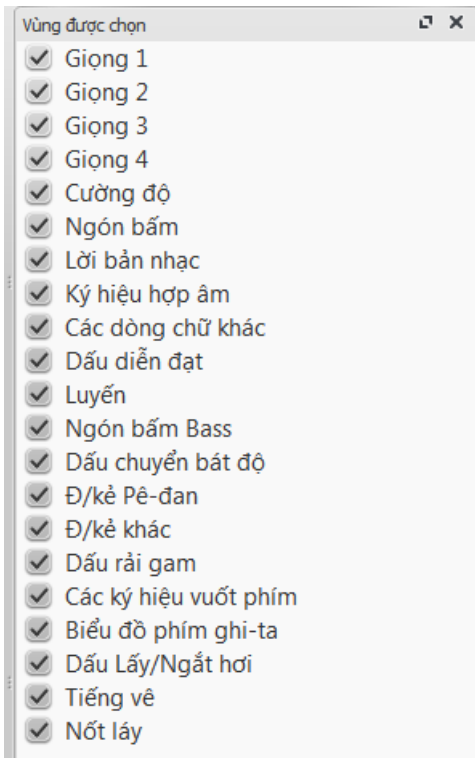 Vùng được chọn
Giọng 1
Giọng 2
Giọng 3
Giọng 4
Cường độ
Ngón bấm
Lời bản nhạc
Ký hiệu hợp âm
Các dòng chữ khác
Dấu diễn đạt
Luyến
Ngón bấm Bass
Dấu chuyển bát độ
Đ/kẻ Pê-đan
Đ/kẻ khác
Dấu rải gam
Các ký hiệu vuốt phím
Biểu đồ phím ghi-ta
Dấu Lấy/Ngắt hơi
Tiếng vê
Nốt láy